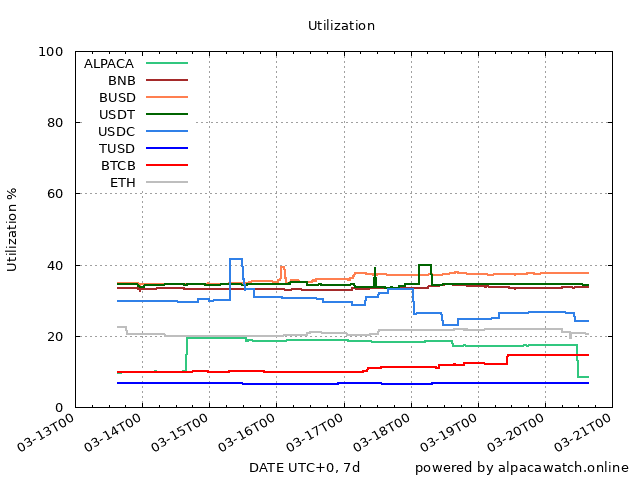 Utilization
100
80
60
40
20
0
Utilization %
ALPACA
BNB
BUSD
USDT
USDC
TUSD
BTCB
ETH
03-13T00
03-14T00
03-15T00
03-16T00
03-17T00
03-18T00
03-19T00
03-20T00
03-21T00
DATE UTC+0, 7d
powered by alpacawatch.online